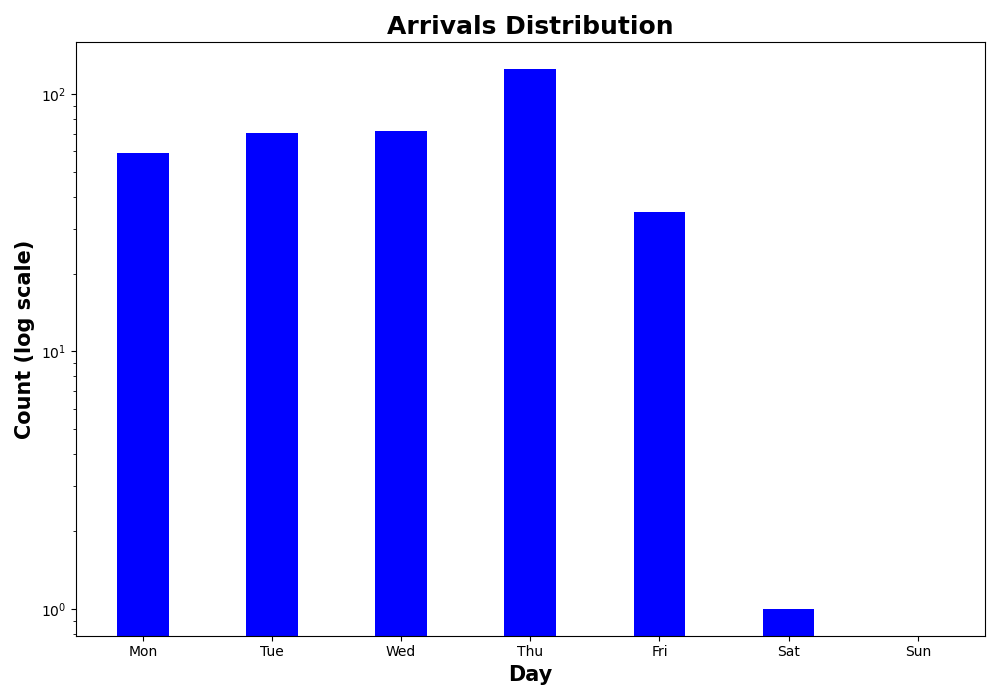 Arrivals Distribution
Count (log scale)
10²
10¹
10⁰
Mon Tue Wed Thu Fri Sat Sun
Day